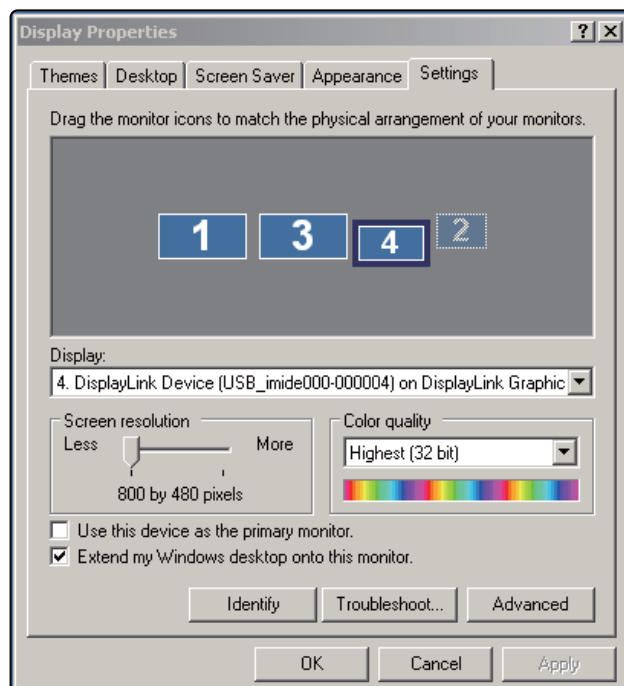 Display Properties
Themes Desktop Screen Saver Appearance Settings
Drag the monitor icons to match the physical arrangement of your monitors.
1 3 4 2
Display:
4. DisplayLink Device (USB_imide000-000004) on DisplayLink Graphic
Screen resolution Color quality
Less More Highest (32 bit)
800 by 480 pixels
Use this device as the primary monitor.
Extend my Windows desktop onto this monitor.
Identify Troubleshoot... Advanced
OK Cancel Apply